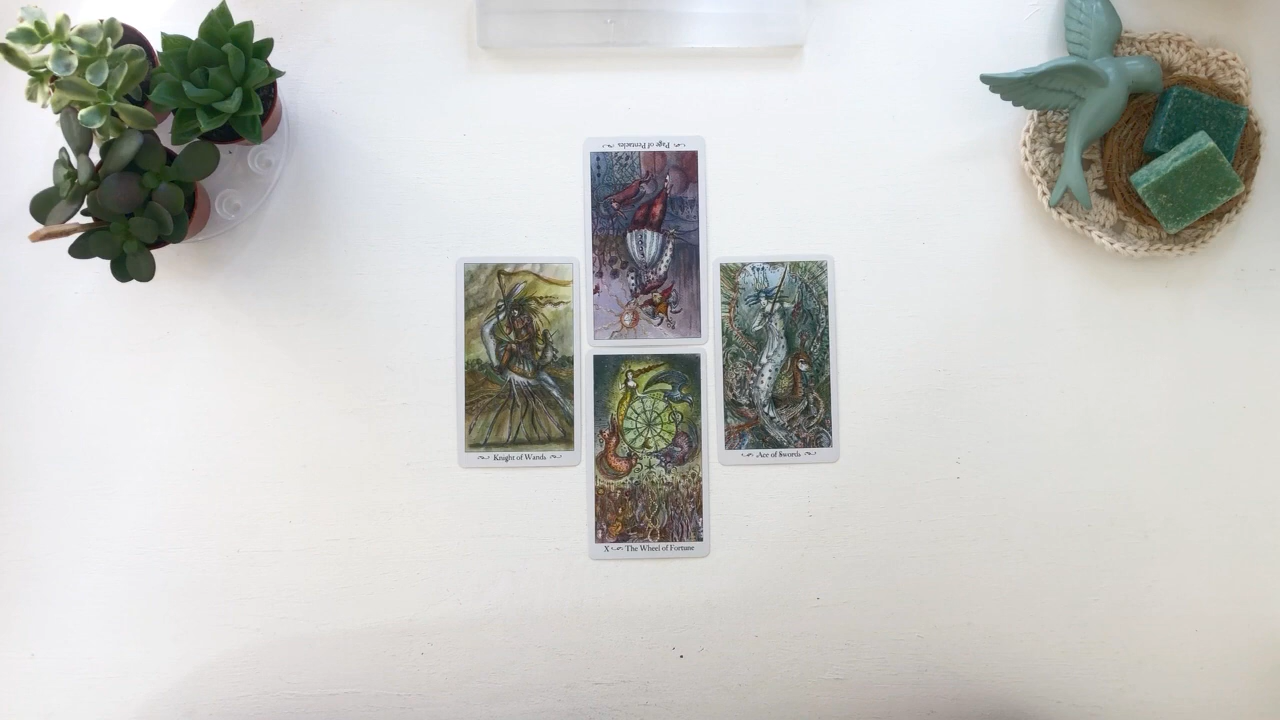 Page of Pentacles
Knight of Wands
Ace of Swords
X The Wheel of Fortune